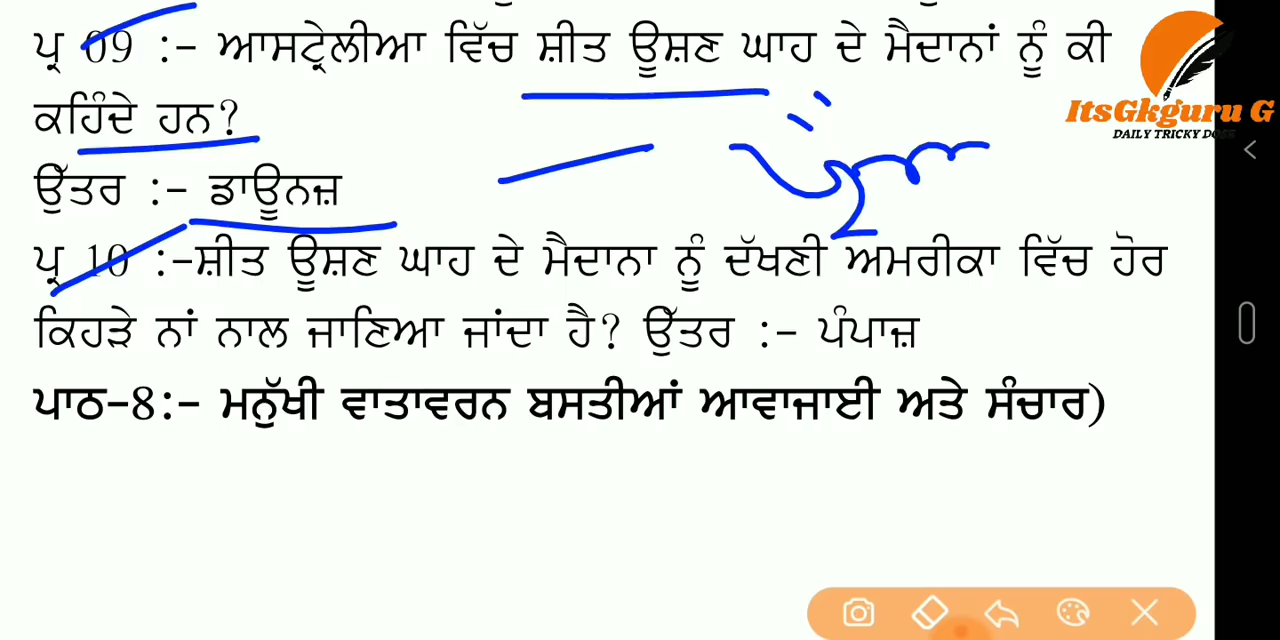 ਪ੍ਰ 09 :- ਆਸਟ੍ਰੇਲੀਆ ਵਿੱਚ ਸ਼ੀਤ ਊਸ਼ਣ ਘਾਹ ਦੇ ਮੈਦਾਨਾਂ ਨੂੰ ਕੀ
ਕਹਿੰਦੇ ਹਨ?
ਉੱਤਰ :- ਡਾਊਨਜ਼
ਪ੍ਰ 10 :-ਸ਼ੀਤ ਊਸ਼ਣ ਘਾਹ ਦੇ ਮੈਦਾਨਾ ਨੂੰ ਦੱਖਣੀ ਅਮਰੀਕਾ ਵਿੱਚ ਹੋਰ
ਕਿਹੜੇ ਨਾਂ ਨਾਲ ਜਾਣਿਆ ਜਾਂਦਾ ਹੈ? ਉੱਤਰ :- ਪੰਪਾਜ਼
ਪਾਠ-8:- ਮਨੁੱਖੀ ਵਾਤਾਵਰਨ ਬਸਤੀਆਂ ਆਵਾਜਾਈ ਅਤੇ ਸੰਚਾਰ)
ItsGkguru G
DAILY TRICKY DOSE